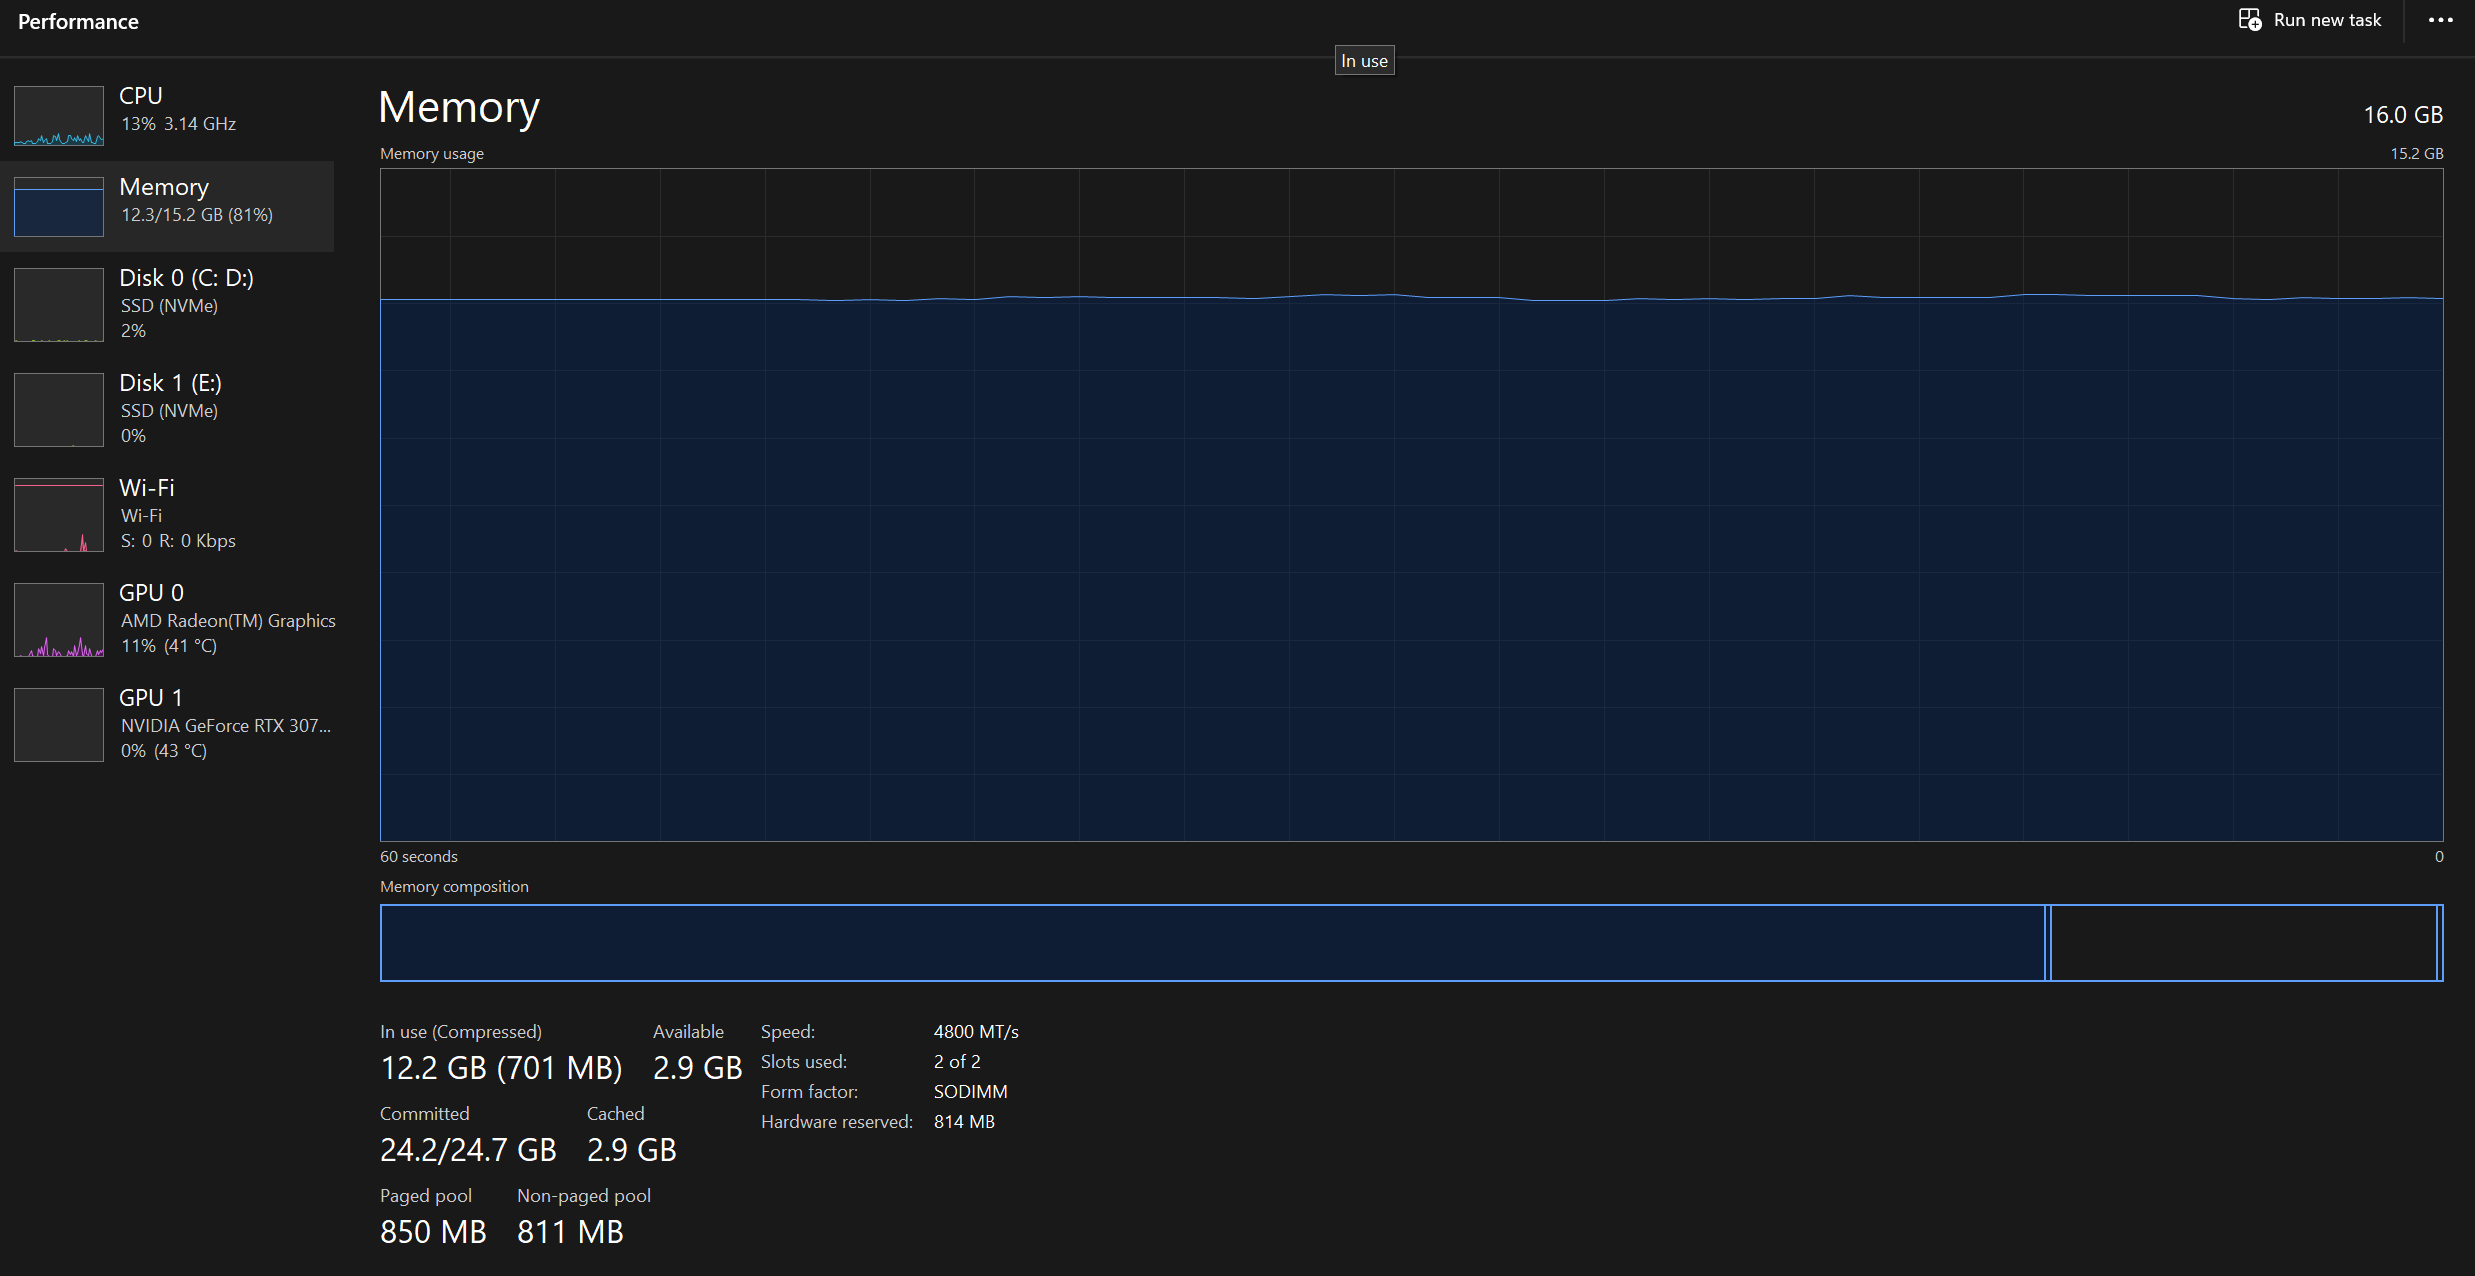 Performance
Run new task
In use
CPU
13% 3.14 GHz
Memory
12.3/15.2 GB (81%)
Disk 0 (C: D:)
SSD (NVMe)
2%
Disk 1 (E:)
SSD (NVMe)
0%
Wi-Fi
Wi-Fi
S: 0 R: 0 Kbps
GPU 0
AMD Radeon(TM) Graphics
11% (41 °C)
GPU 1
NVIDIA GeForce RTX 307...
0% (43 °C)
Memory
16.0 GB
Memory usage
15.2 GB
60 seconds
0
Memory composition
In use (Compressed)
12.2 GB (701 MB)
Available
2.9 GB
Committed
24.2/24.7 GB
Cached
2.9 GB
Paged pool
850 MB
Non-paged pool
811 MB
Speed: 4800 MT/s
Slots used: 2 of 2
Form factor: SODIMM
Hardware reserved: 814 MB